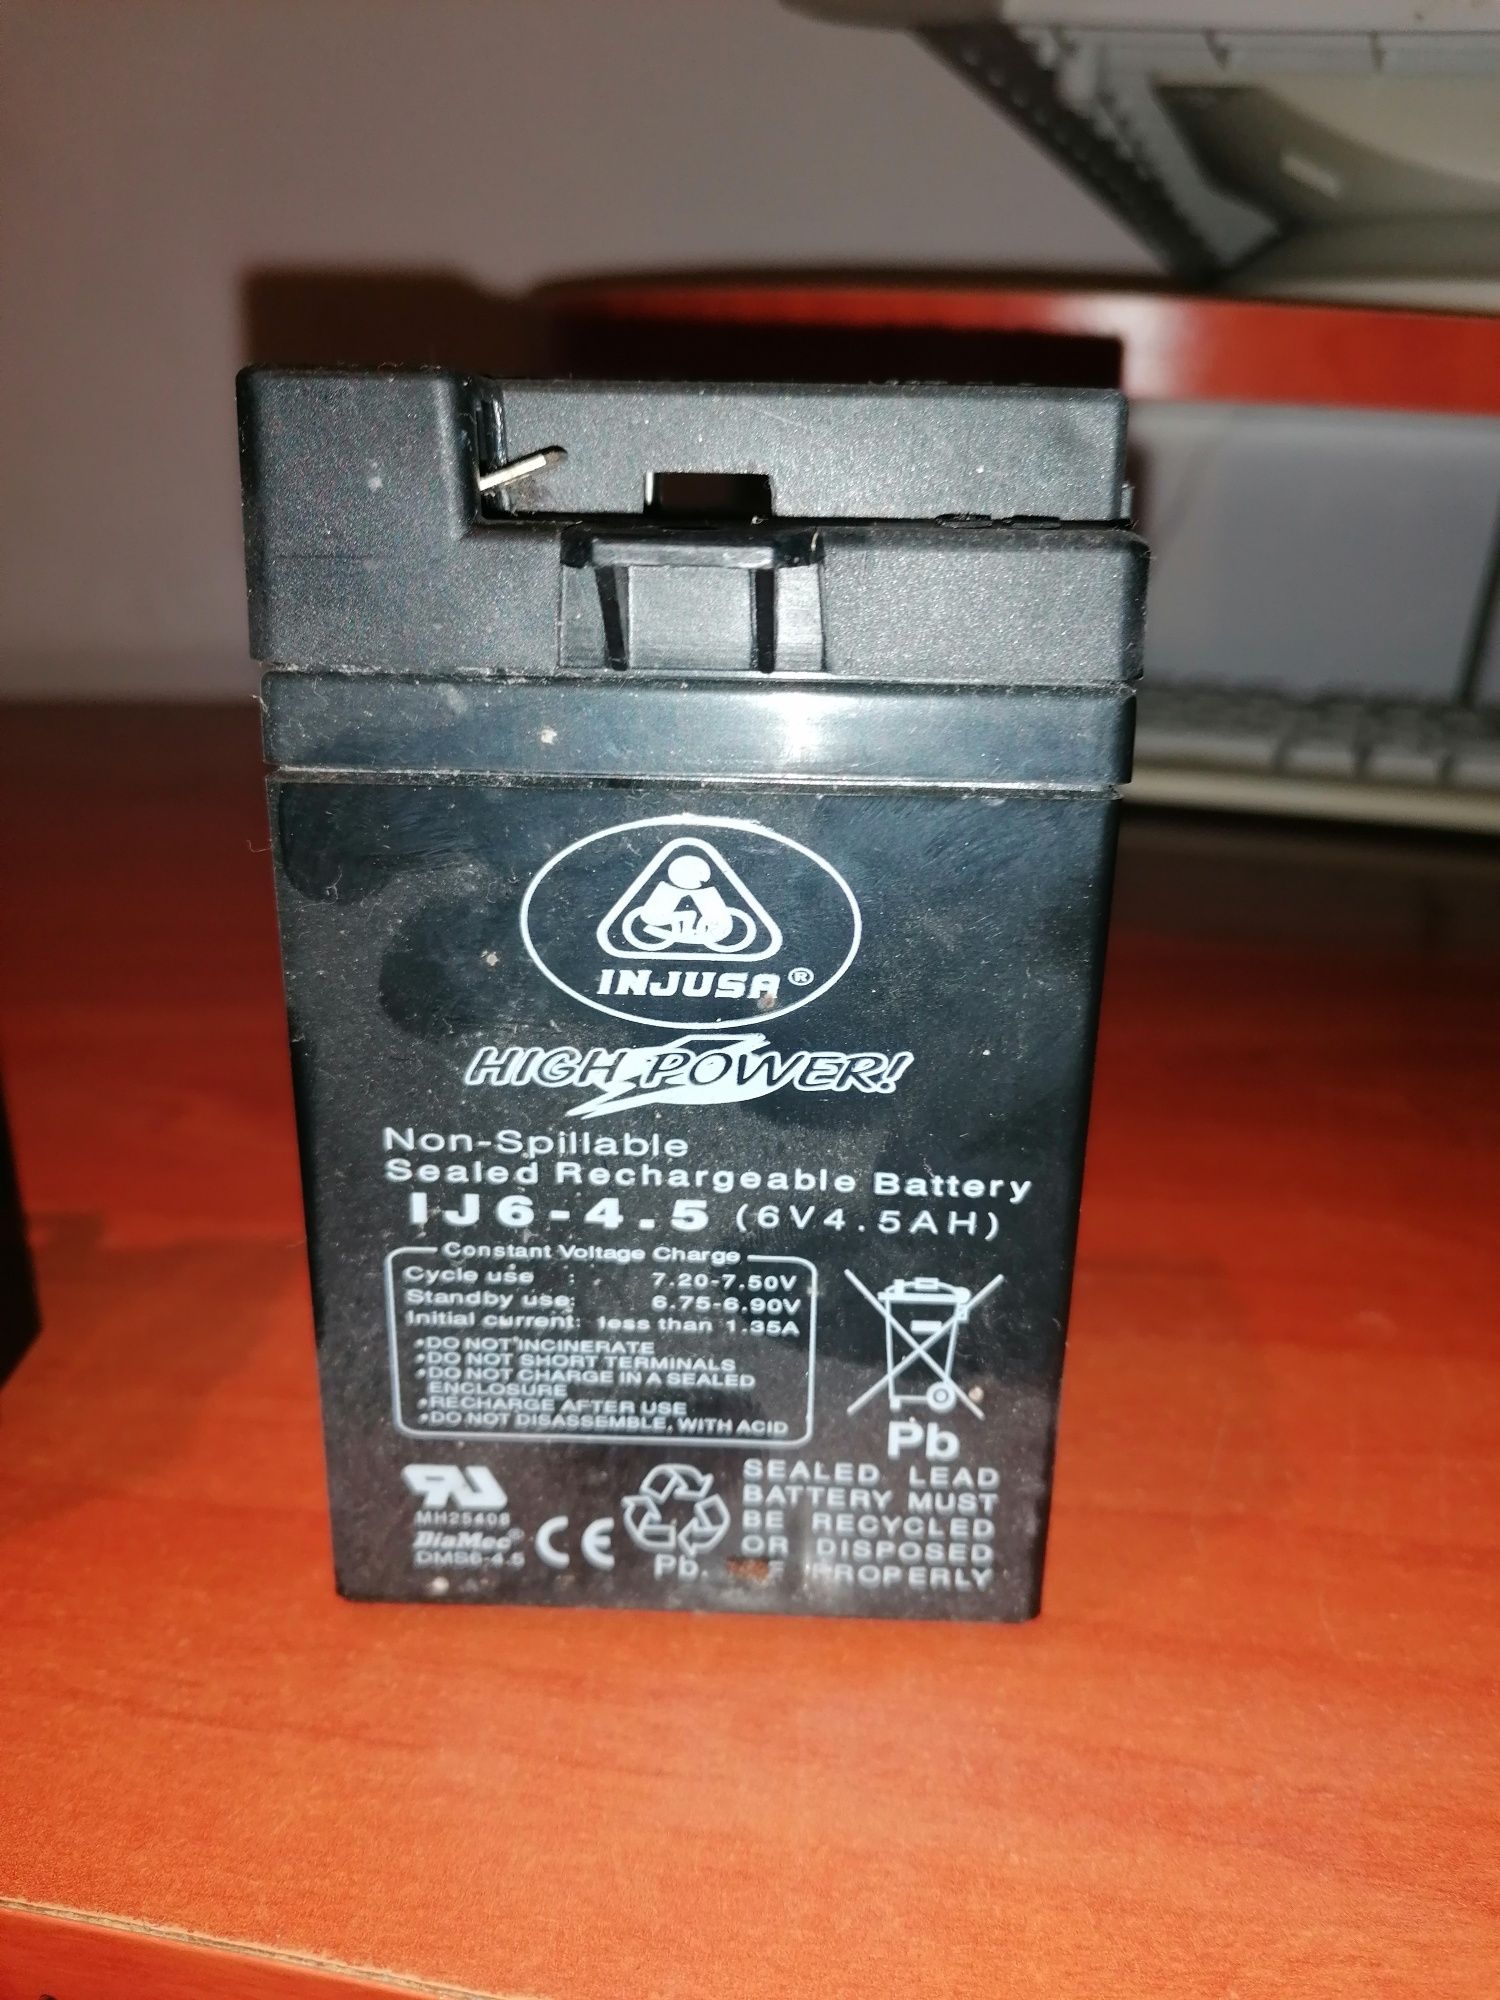 INJUSA®
HIGH POWER!
Non-Spillable
Sealed Rechargeable Battery
IJ6-4.5 (6V4.5AH)
Constant Voltage Charge
Cycle use : 7.20-7.50V
Standby use: 6.75-6.90V
Initial current: less than 1.35A
•DO NOT INCINERATE
•DO NOT SHORT TERMINALS
•DO NOT CHARGE IN A SEALED
ENCLOSURE
•RECHARGE AFTER USE
•DO NOT DISASSEMBLE, WITH ACID
Pb
SEALED LEAD
BATTERY MUST
BE RECYCLED
OR DISPOSED
PROPERLY
RU
MH25408
DiaMec®
DMS6-4.5
CE
Pb.